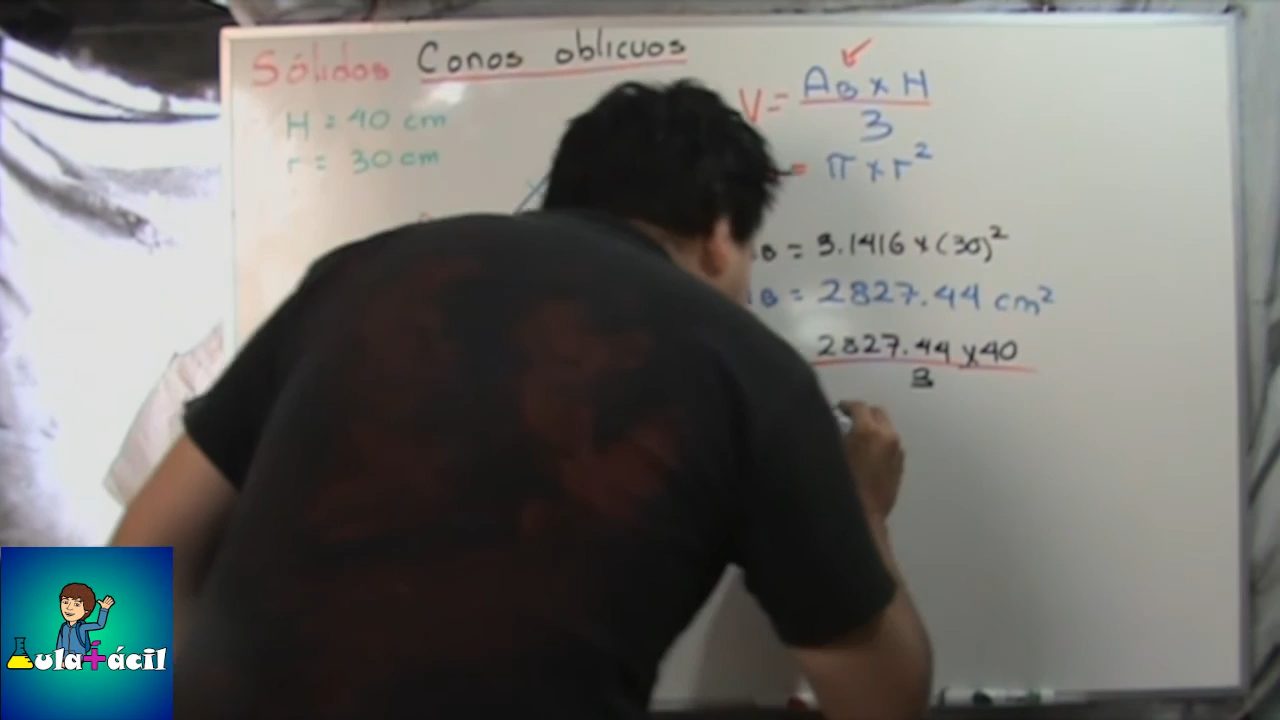 Sólidos Conos oblicuos
H = 40 cm
r = 30 cm
V = AB x H
3
= π x r²
B = 3.1416 x (30)²
B = 2827.44 cm²
2827.44 x 40
3
Aula+ácil